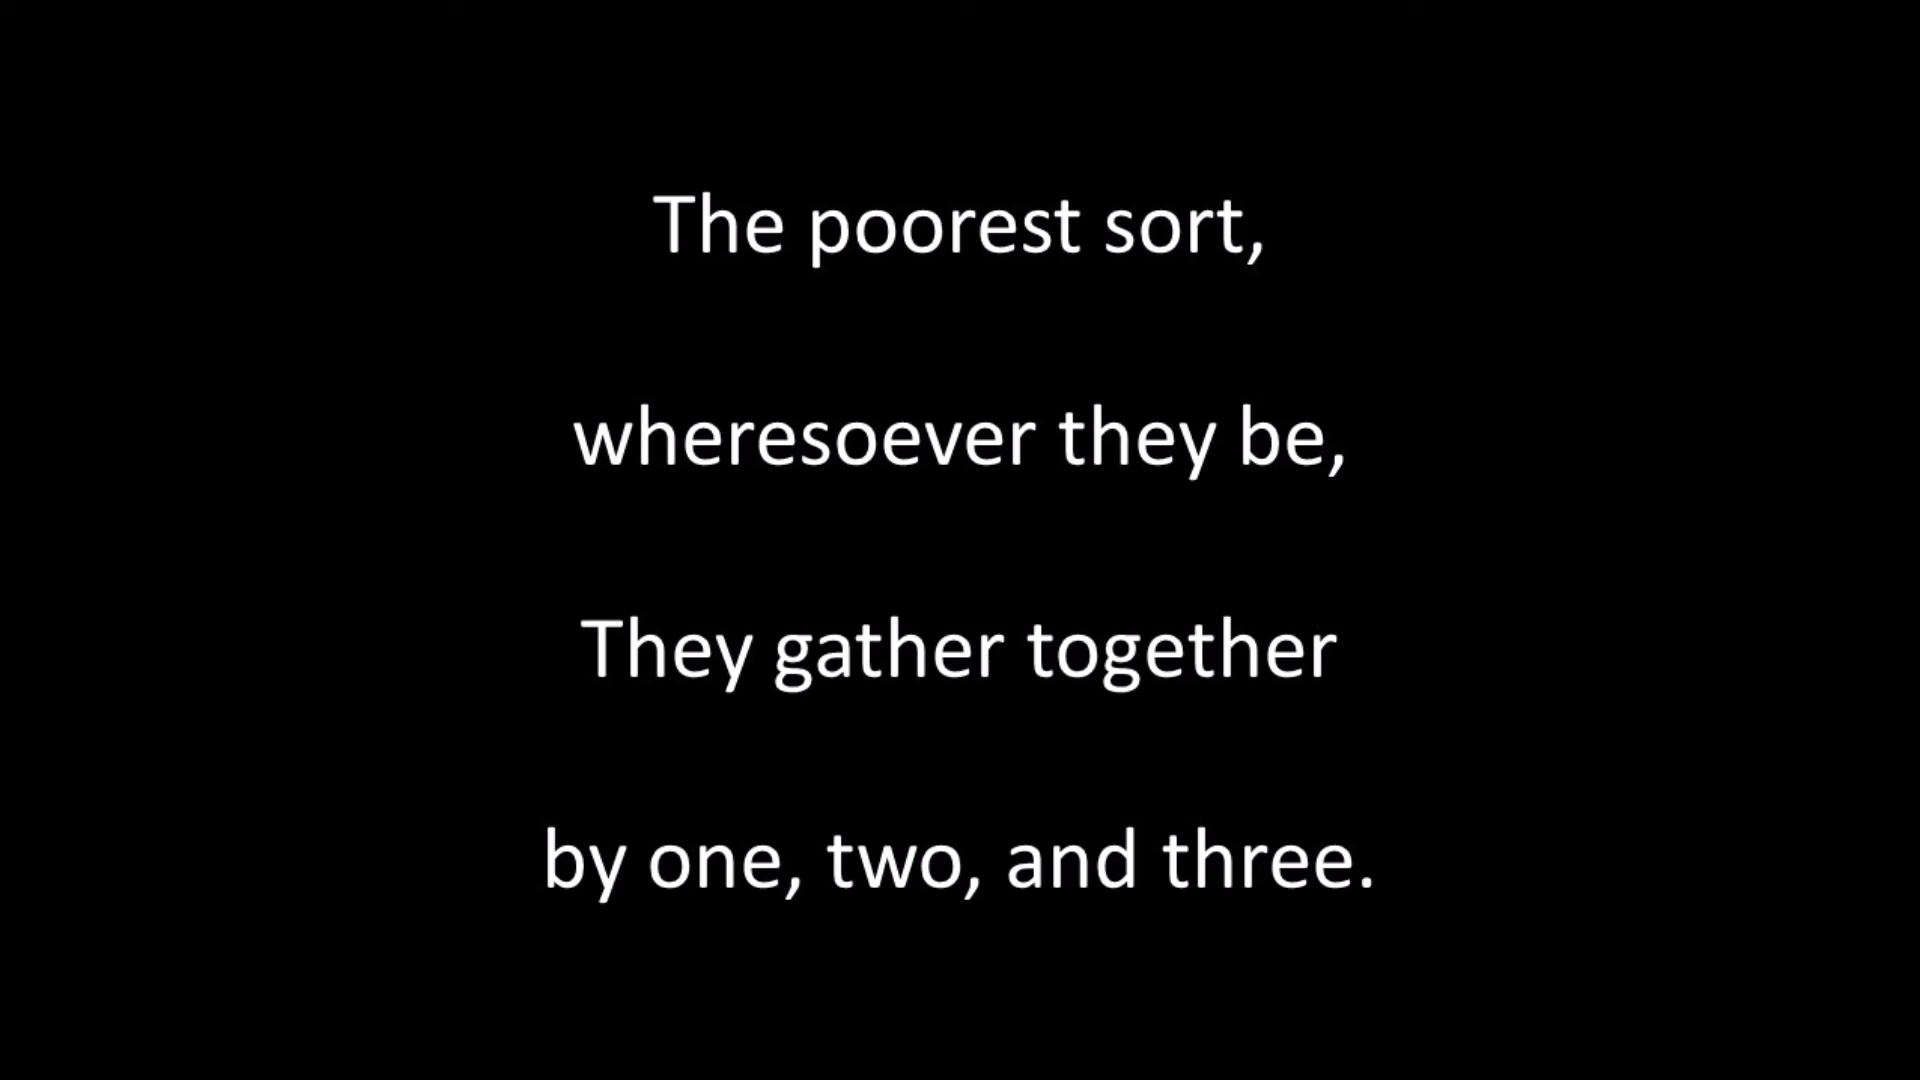 The poorest sort,
wheresoever they be,
They gather together
by one, two, and three.